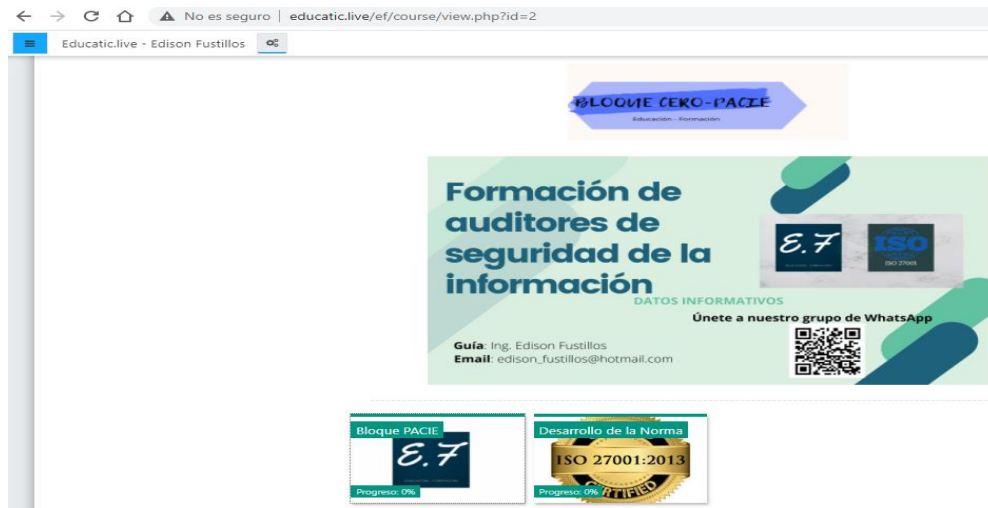 No es seguro | educatic.live/ef/course/view.php?id=2
Educatic.live - Edison Fustillos
BLOQUE CERO-PACIE
Educación - Formación
Formación de
auditores de
seguridad de la
información
E.F
ISO
ISO 27001
DATOS INFORMATIVOS
Únete a nuestro grupo de WhatsApp
Guía: Ing. Edison Fustillos
Email: edison_fustillos@hotmail.com
Bloque PACIE
E.F
Progreso: 0%
Desarrollo de la Norma
ISO 27001:2013
CERTIFIED
Progreso: 0%